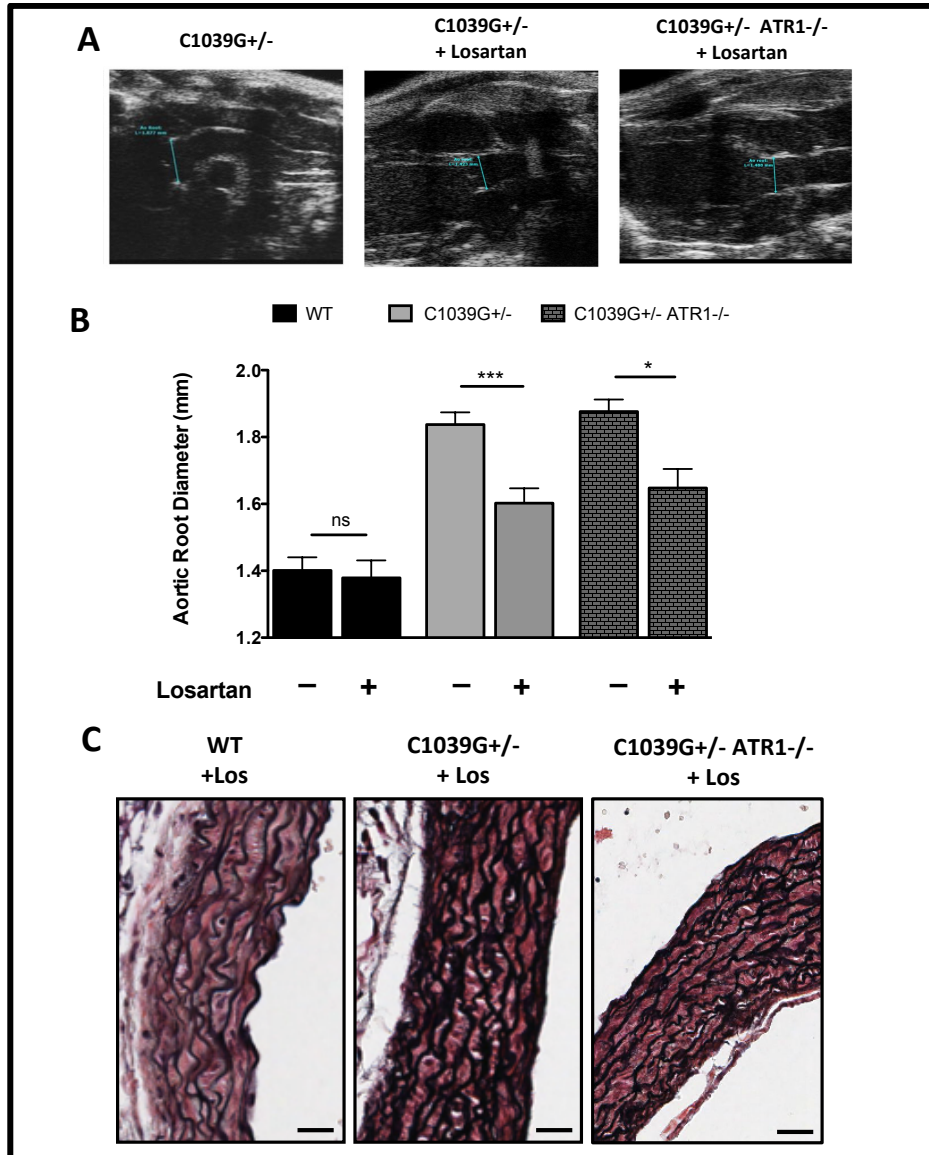 A
C1039G+/-
C1039G+/-
+ Losartan
C1039G+/- ATR1-/-
+ Losartan
B
WT
C1039G+/-
C1039G+/- ATR1-/-
Aortic Root Diameter (mm)
2.0
1.8
1.6
1.4
1.2
ns
***
*
Losartan
− + − + − +
C
WT
+Los
C1039G+/-
+ Los
C1039G+/- ATR1-/-
+ Los